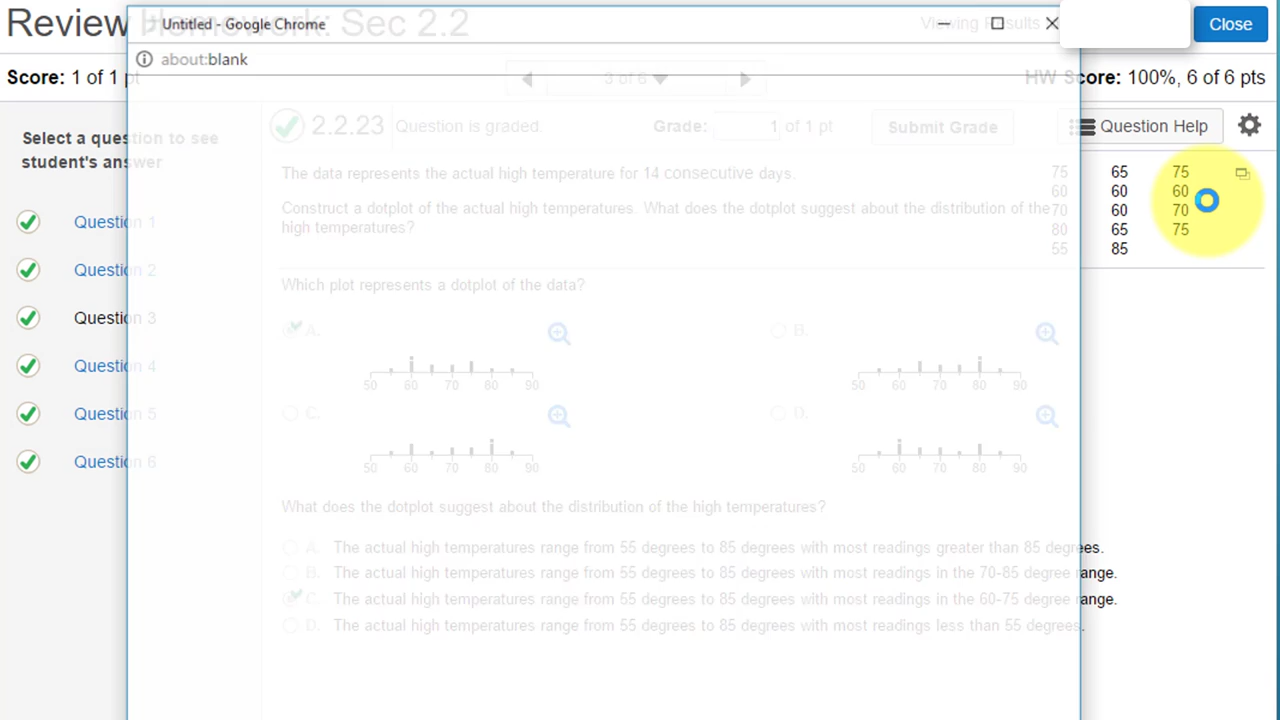 Review Homework: Sec 2.2
Untitled - Google Chrome
Viewing Results
Close
about:blank
Score: 1 of 1 pt
3 of 6
HW Score: 100%, 6 of 6 pts
Select a question to see
student's answer
2.2.23
Question is graded.
Grade: 1 of 1 pt
Submit Grade
Question Help
Question 1
Question 2
Question 3
Question 4
Question 5
Question 6
The data represents the actual high temperature for 14 consecutive days.
Construct a dotplot of the actual high temperatures. What does the dotplot suggest about the distribution of the
high temperatures?
75 65 75
60 60 60
70 60 70
80 65 75
55 85
Which plot represents a dotplot of the data?
A.
50 60 70 80 90
B.
50 60 70 80 90
C.
50 60 70 80 90
D.
50 60 70 80 90
What does the dotplot suggest about the distribution of the high temperatures?
A. The actual high temperatures range from 55 degrees to 85 degrees with most readings greater than 85 degrees.
B. The actual high temperatures range from 55 degrees to 85 degrees with most readings in the 70-85 degree range.
C. The actual high temperatures range from 55 degrees to 85 degrees with most readings in the 60-75 degree range.
D. The actual high temperatures range from 55 degrees to 85 degrees with most readings less than 55 degrees.